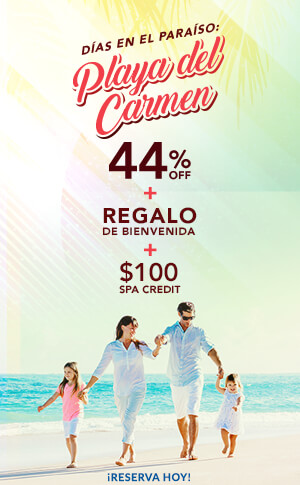 DÍAS EN EL PARAÍSO:
Playa del
Carmen
44% OFF
+
REGALO
DE BIENVENIDA
+
$100
SPA CREDIT
¡RESERVA HOY!